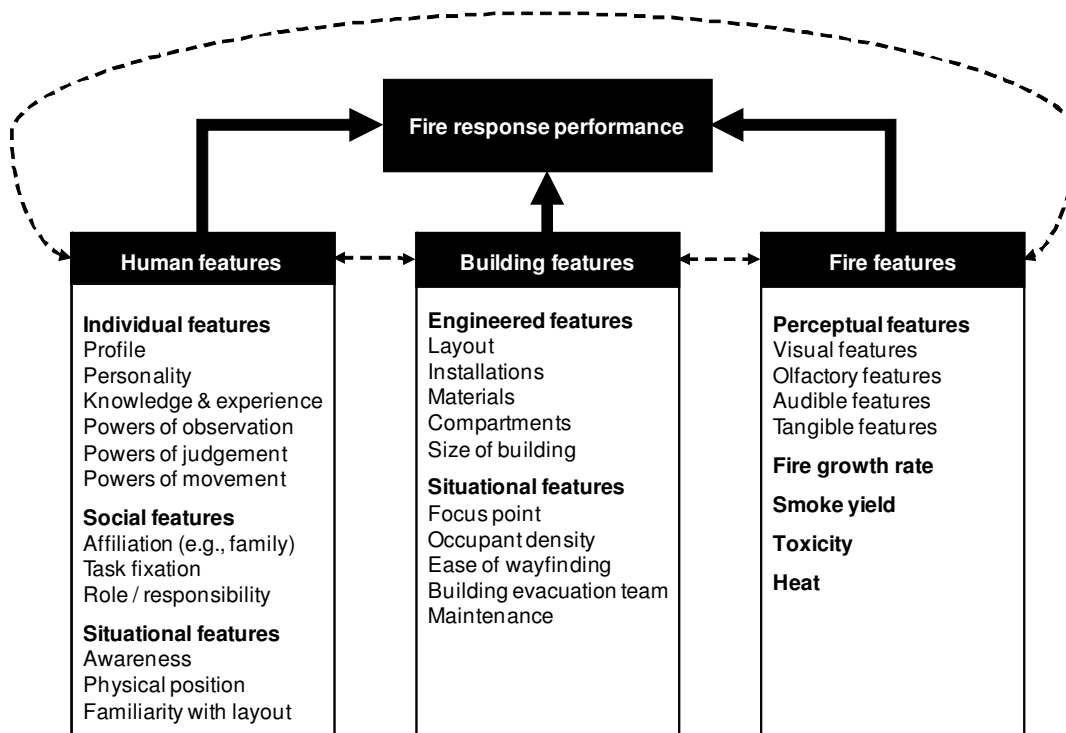 Fire response performance
Human features
Individual features
Profile
Personality
Knowledge & experience
Powers of observation
Powers of judgement
Powers of movement
Social features
Affiliation (e.g., family)
Task fixation
Role / responsibility
Situational features
Awareness
Physical position
Familiarity with layout
Building features
Engineered features
Layout
Installations
Materials
Compartments
Size of building
Situational features
Focus point
Occupant density
Ease of wayfinding
Building evacuation team
Maintenance
Fire features
Perceptual features
Visual features
Olfactory features
Audible features
Tangible features
Fire growth rate
Smoke yield
Toxicity
Heat